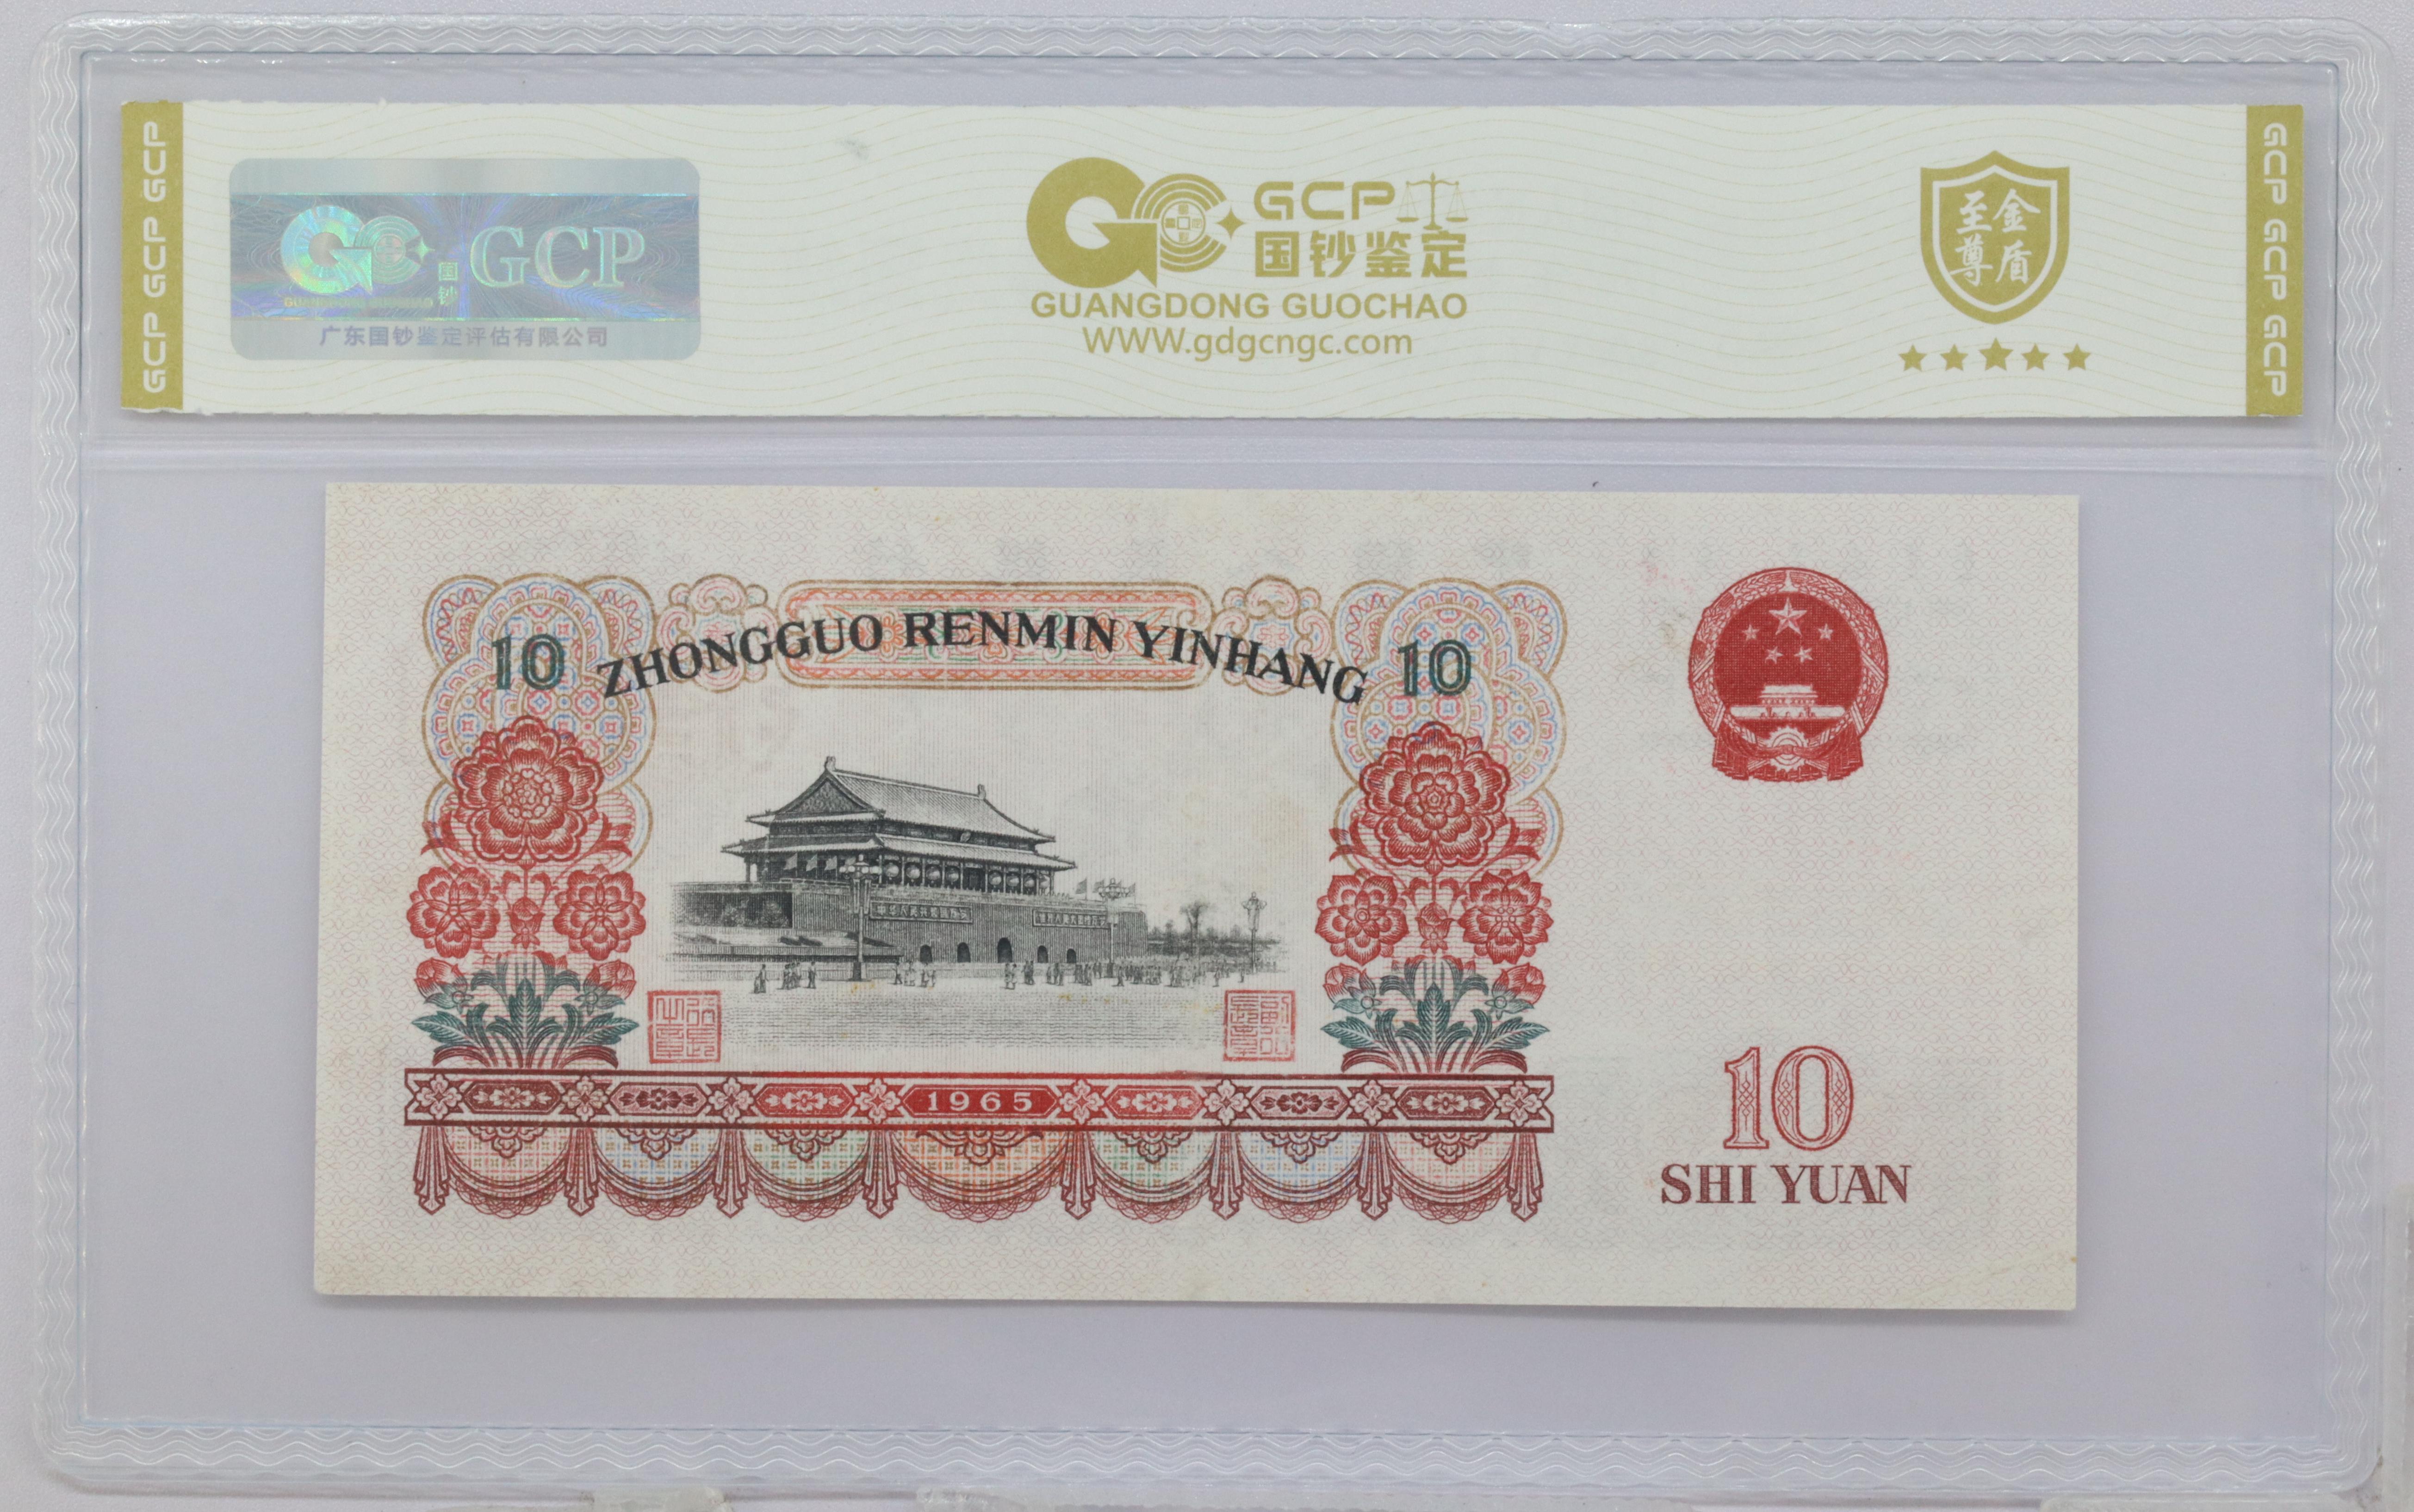 GCP GCP GCP GCP
国钞 GCP
GUANGDONG GUOCHAO
广东国钞鉴定评估有限公司
GCP
国钞鉴定
GUANGDONG GUOCHAO
WWW.gdgcngc.com
至金
尊盾
GCP GCP GCP GCP
10 ZHONGGUO RENMIN YINHANG 10
1965
10
SHI YUAN